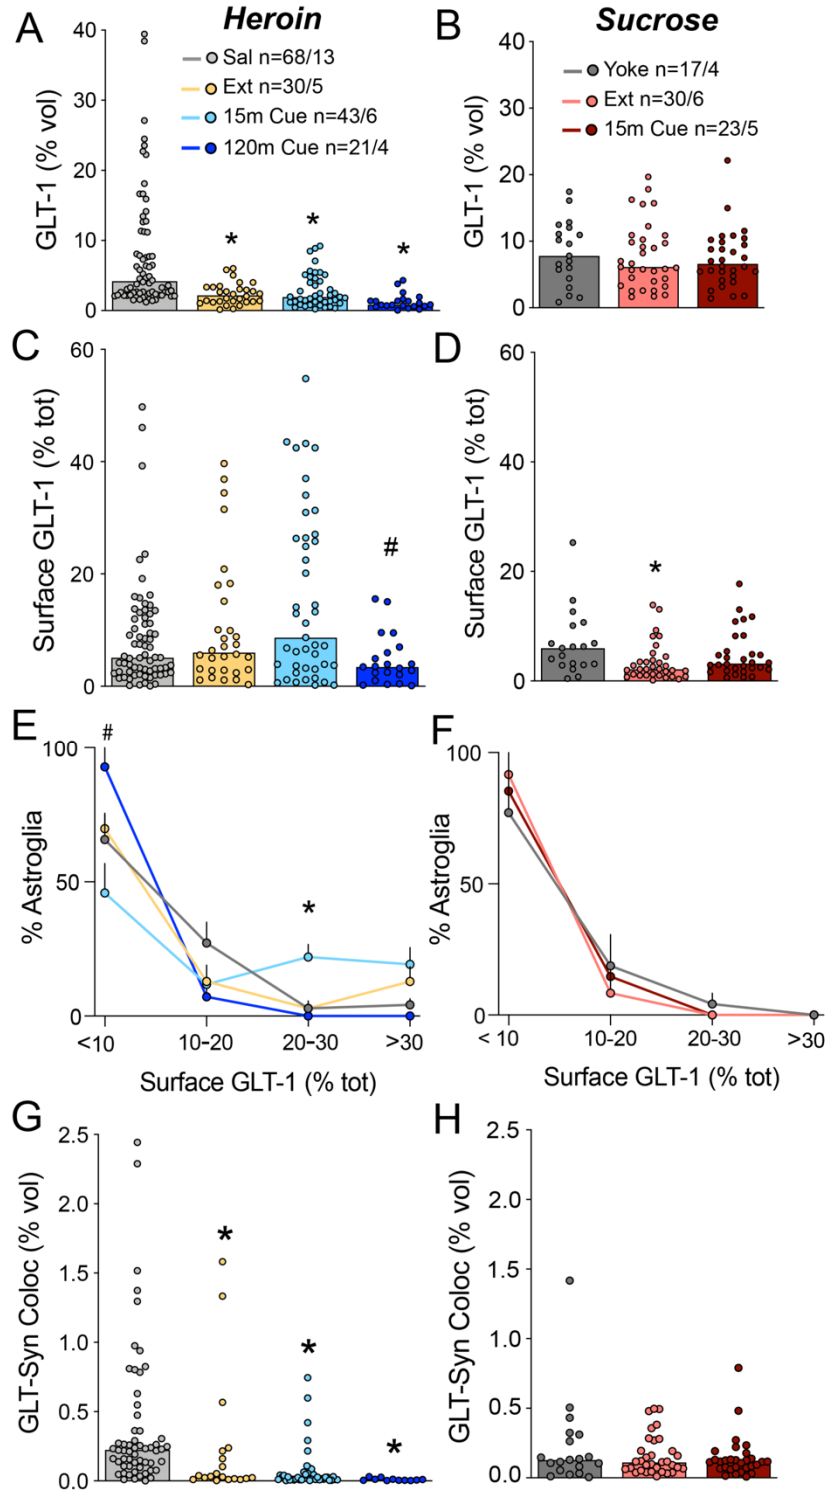 A
Heroin
40
30
20
10
0
GLT-1 (% vol)
Sal n=68/13
Ext n=30/5
15m Cue n=43/6
120m Cue n=21/4
*
*
*
B
Sucrose
40
30
20
10
0
GLT-1 (% vol)
Yoke n=17/4
Ext n=30/6
15m Cue n=23/5
C
60
40
20
0
Surface GLT-1 (% tot)
#
D
60
40
20
0
Surface GLT-1 (% tot)
*
E
#
100
50
0
% Astroglia
*
<10
10-20
20-30
>30
Surface GLT-1 (% tot)
F
100
50
0
% Astroglia
< 10
10-20
20-30
>30
Surface GLT-1 (% tot)
G
2.5
2.0
1.5
1.0
0.5
0.0
GLT-Syn Coloc (% vol)
*
*
*
H
2.5
2.0
1.5
1.0
0.5
0.0
GLT-Syn Coloc (% vol)